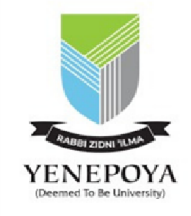 RABBI ZIDNI 'ILMA
YENEPOYA
(Deemed To Be University)